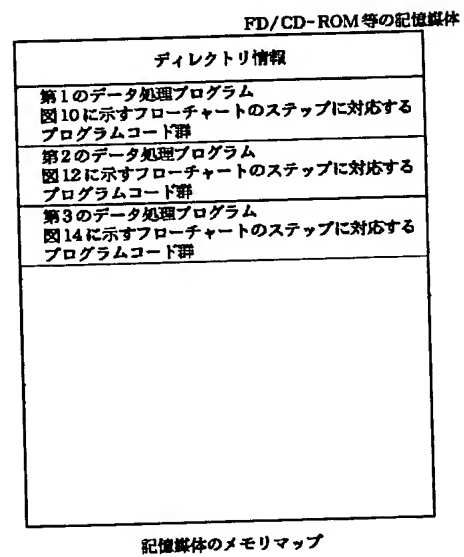 FD/CD-ROM等の記憶媒体
ディレクトリ情報
第1のデータ処理プログラム
図10に示すフローチャートのステップに対応する
プログラムコード群
第2のデータ処理プログラム
図12に示すフローチャートのステップに対応する
プログラムコード群
第3のデータ処理プログラム
図14に示すフローチャートのステップに対応する
プログラムコード群
記憶媒体のメモリマップ